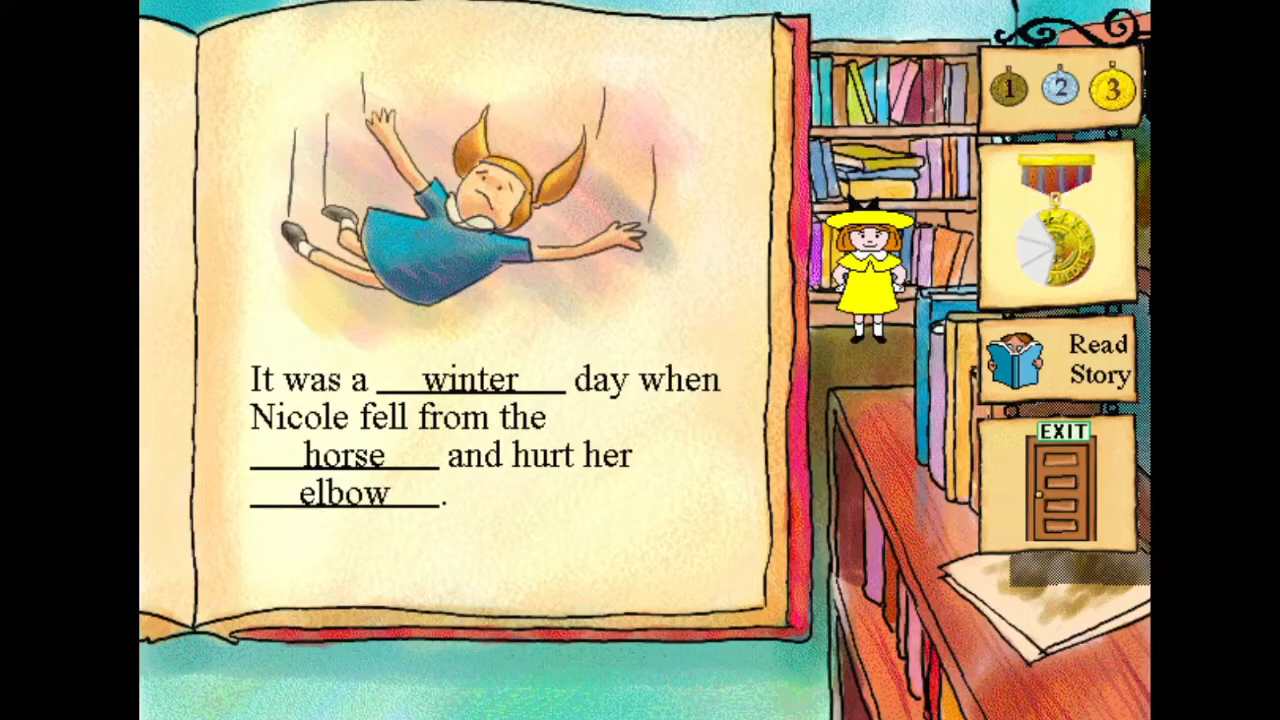 It was a winter day when
Nicole fell from the
horse and hurt her
elbow.
1 2 3
Read
Story
EXIT